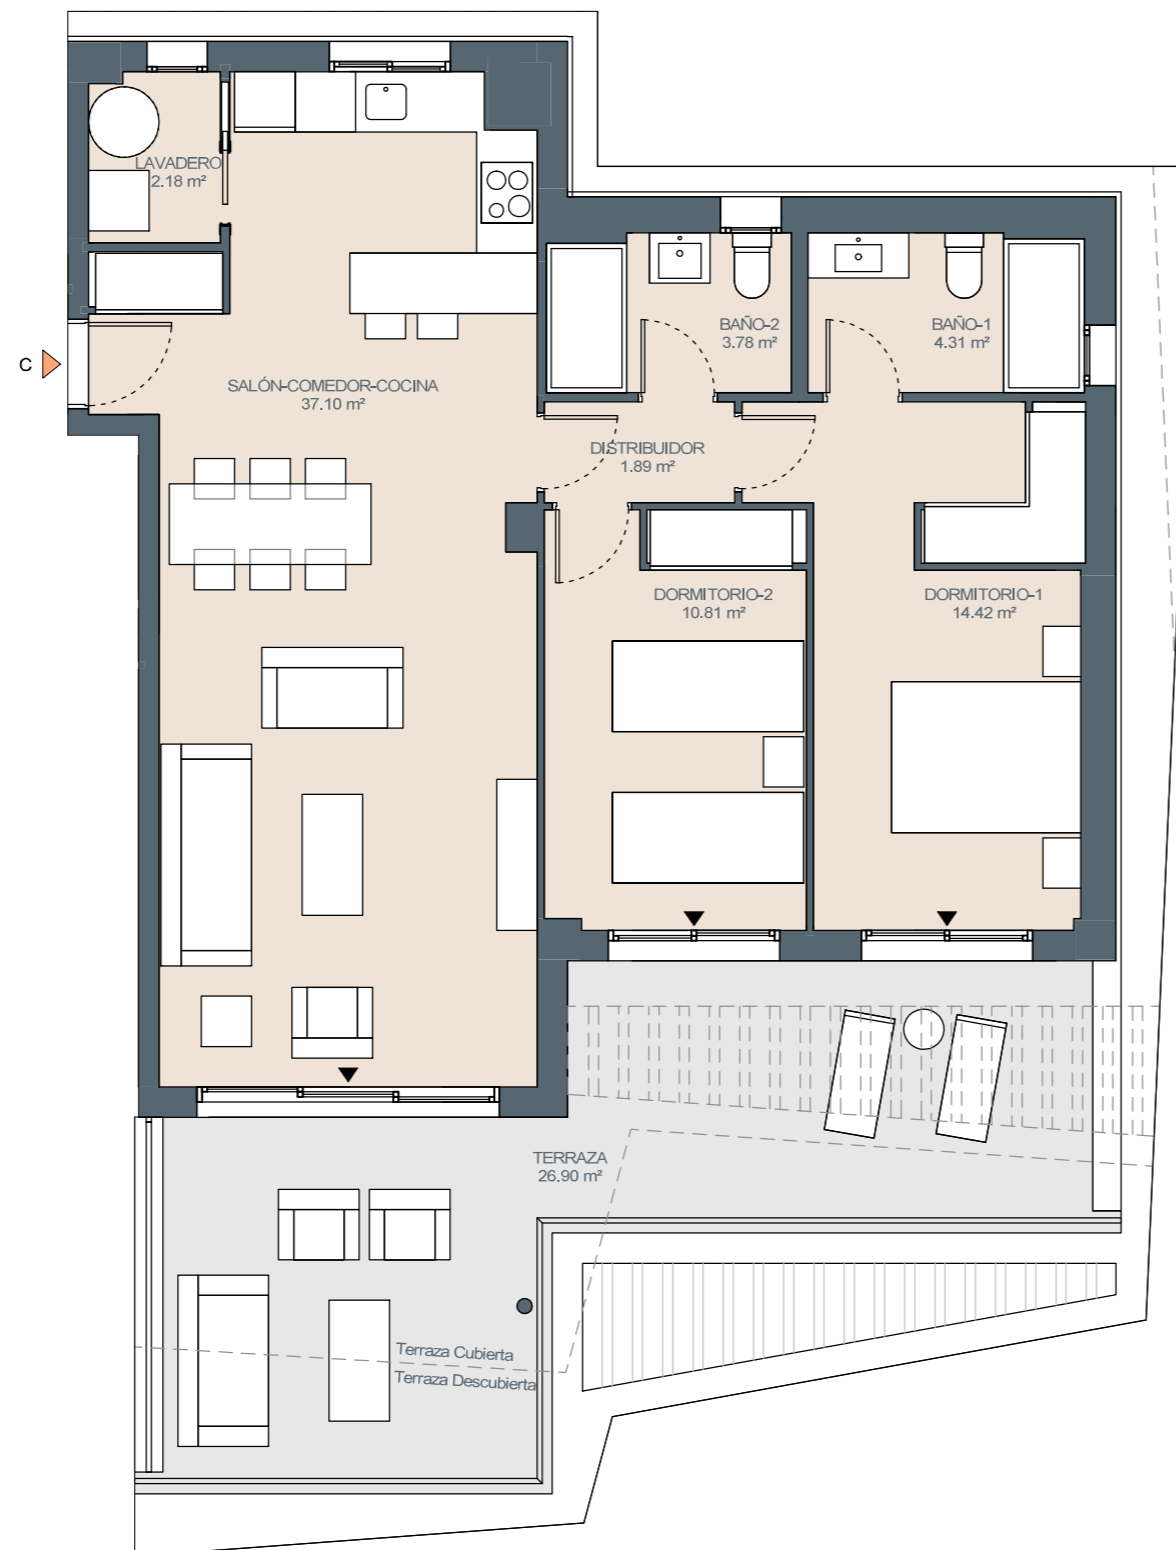 LAVADERO
2.18 m²
C
SALÓN-COMEDOR-COCINA
37.10 m²
BAÑO-2
3.78 m²
BAÑO-1
4.31 m²
DISTRIBUIDOR
1.89 m²
DORMITORIO-2
10.81 m²
DORMITORIO-1
14.42 m²
TERRAZA
26.90 m²
Terraza Cubierta
Terraza Descubierta